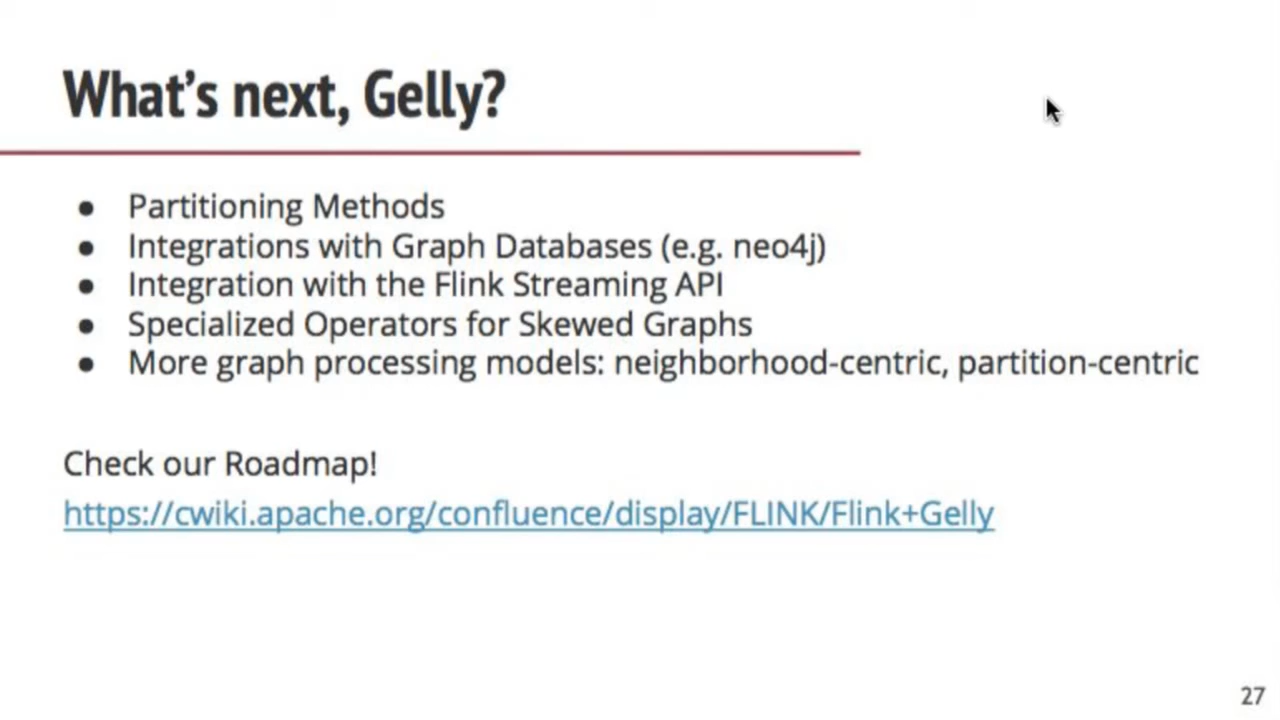 What's next, Gelly?
● Partitioning Methods
● Integrations with Graph Databases (e.g. neo4j)
● Integration with the Flink Streaming API
● Specialized Operators for Skewed Graphs
● More graph processing models: neighborhood-centric, partition-centric
Check our Roadmap!
https://cwiki.apache.org/confluence/display/FLINK/Flink+Gelly
27